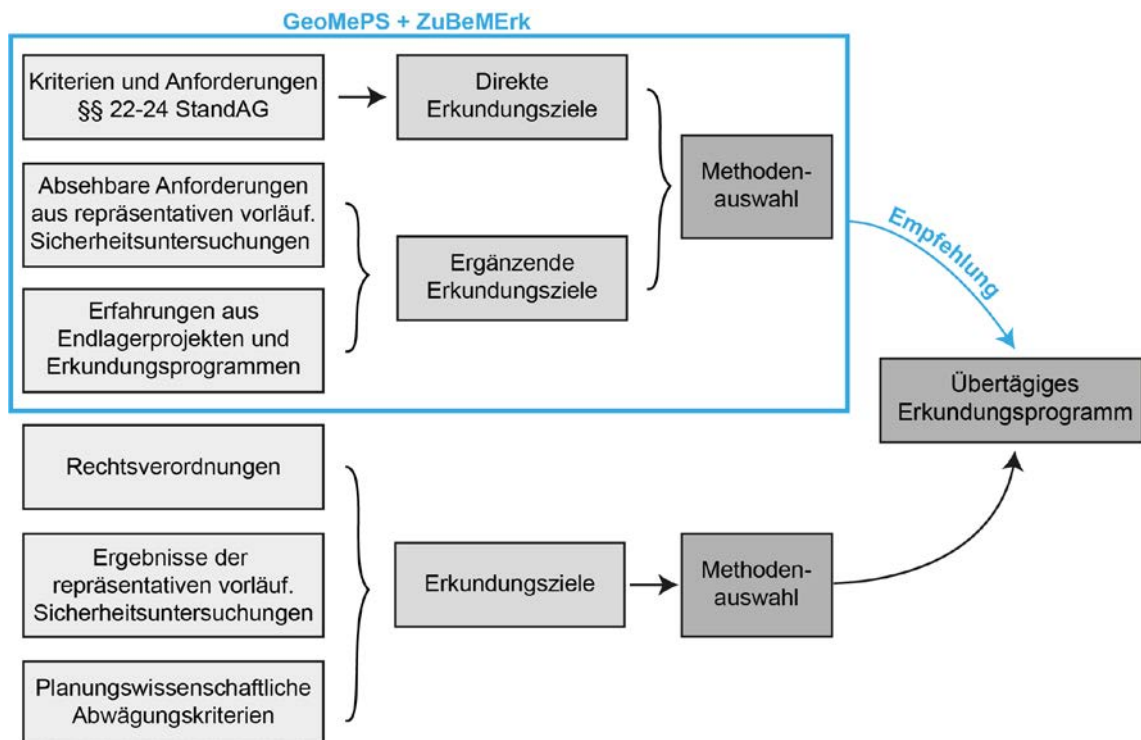 GeoMePS + ZuBeMErk
Kriterien und Anforderungen
§§ 22-24 StandAG
Direkte
Erkundungsziele
Absehbare Anforderungen
aus repräsentativen vorläuf.
Sicherheitsuntersuchungen
Methoden-
auswahl
Empfehlung
Ergänzende
Erkundungsziele
Erfahrungen aus
Endlagerprojekten und
Erkundungsprogrammen
Übertägiges
Erkundungsprogramm
Rechtsverordnungen
Ergebnisse der
repräsentativen vorläuf.
Sicherheitsuntersuchungen
Erkundungsziele
Methoden-
auswahl
Planungswissenschaftliche
Abwägungskriterien